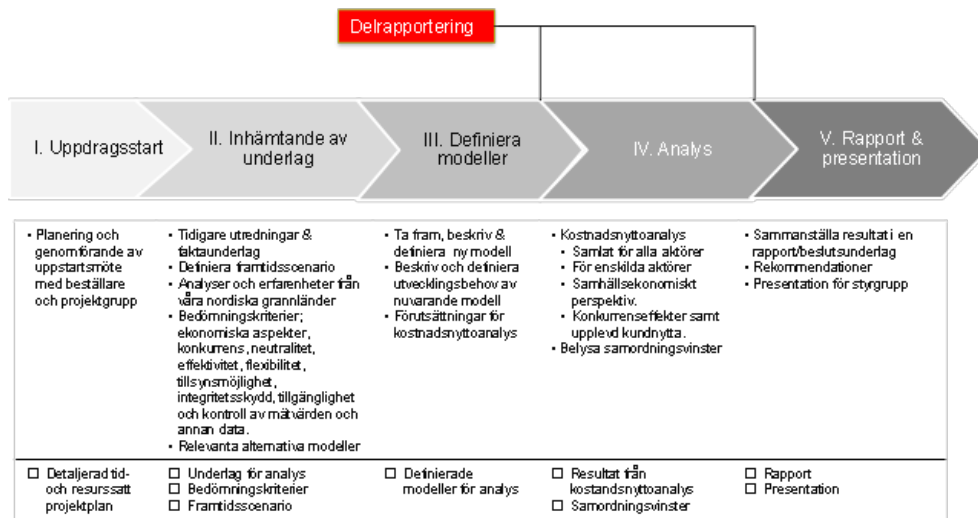 Delrapportering
I. Uppdragsstart
II. Inhämtande av
underlag
III. Definiera
modeller
IV. Analys
V. Rapport &
presentation
• Planering och
genomförande av
uppstartsmöte
med beställare
och projektgrupp
• Tidigare utredningar &
faktaunderlag
• Definiera framtidsscenario
• Analyser och erfarenheter från
våra nordiska grannländer
• Bedömningskriterier;
ekonomiska aspekter,
konkurrens, neutralitet,
effektivitet, flexibilitet,
tillsynsmöjlighet,
integritetsskydd, tillgänglighet
och kontroll av mätvärden och
annan data.
• Relevanta alternativa modeller
• Ta fram, beskriv &
definiera ny modell
• Beskriv och definiera
utvecklingsbehov av
nuvarande modell
• Förutsättningar för
kostnadsnyttoanalys
• Kostnadsnyttoanalys
• Samlat för alla aktörer
• För enskilda aktörer
• Samhällsekonomiskt
perspektiv.
• Konkurrenseffekter samt
upplevd kundnytta.
• Belysa samordningsvinster
• Sammanställa resultat i en
rapport/beslutsunderlag
• Rekommendationer
• Presentation för styrgrupp
☐ Detaljerad tid-
och resurssatt
projektplan
☐ Underlag för analys
☐ Bedömningskriterier
☐ Framtidsscenario
☐ Definierade
modeller för analys
☐ Resultat från
kostandsnyttoanalys
☐ Samordningsvinster
☐ Rapport
☐ Presentation